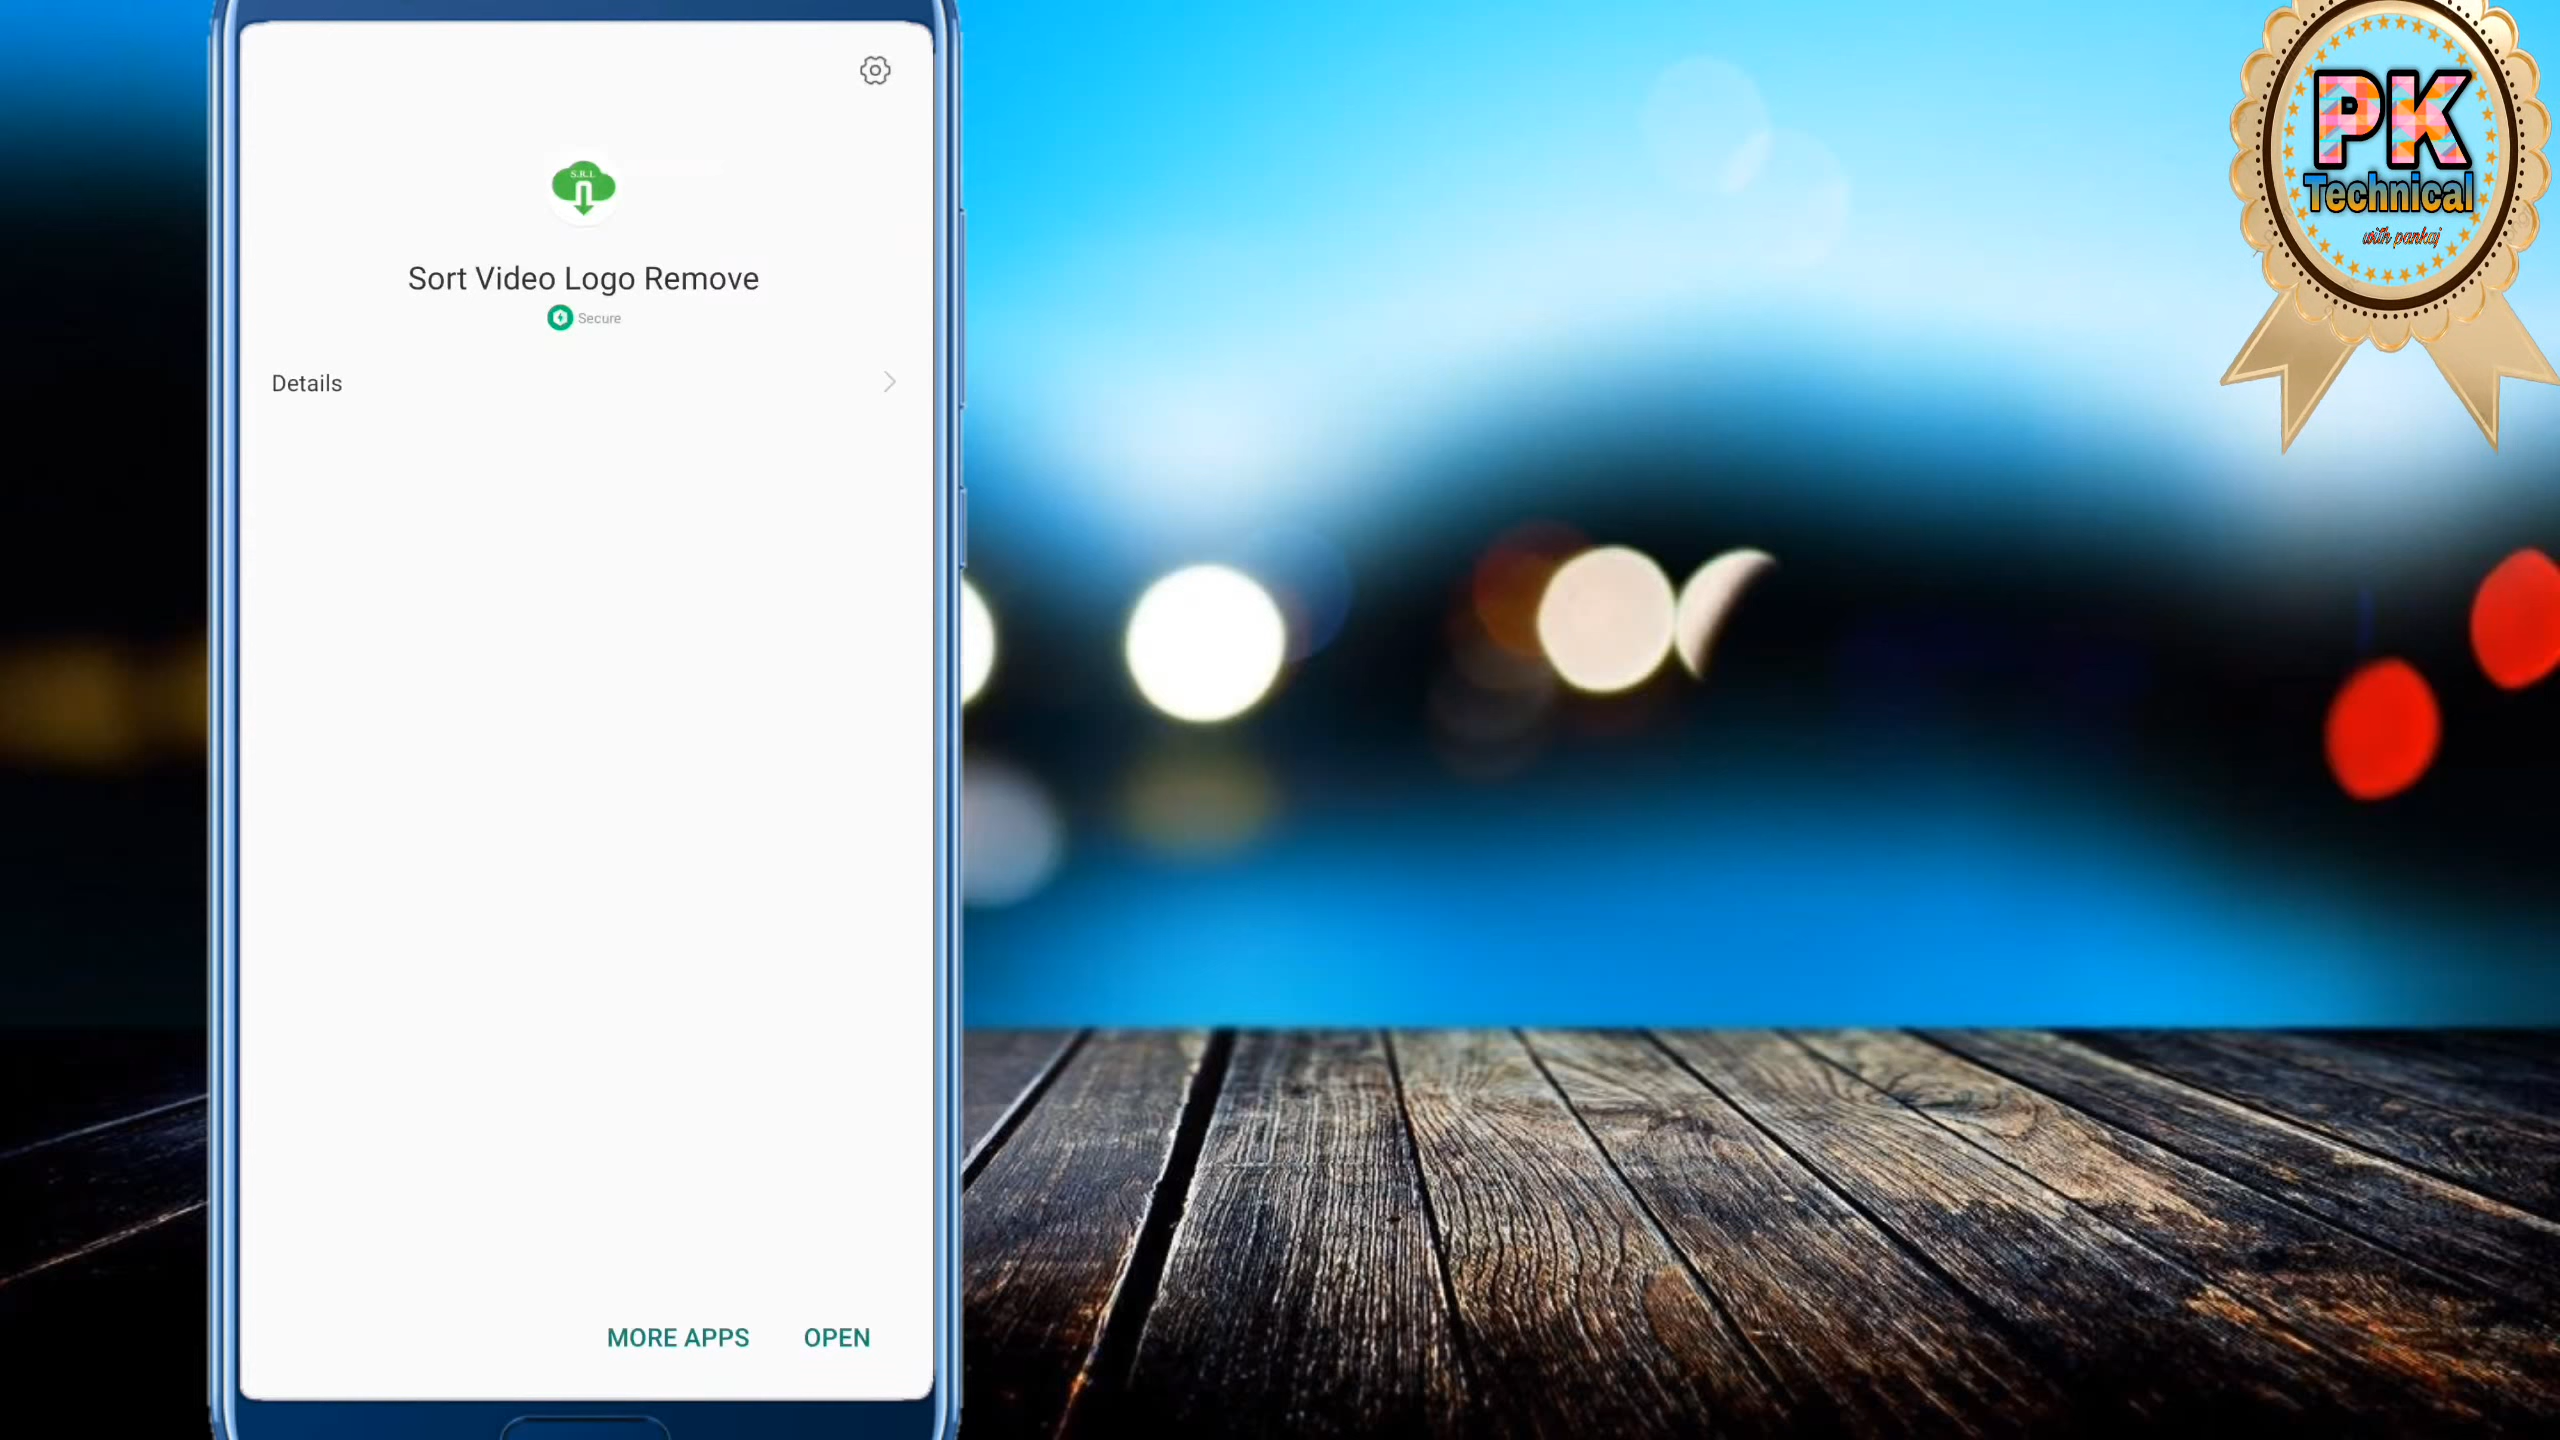 S.R.L
Sort Video Logo Remove
Secure
Details
MORE APPS
OPEN
PK
Technical
with pankaj